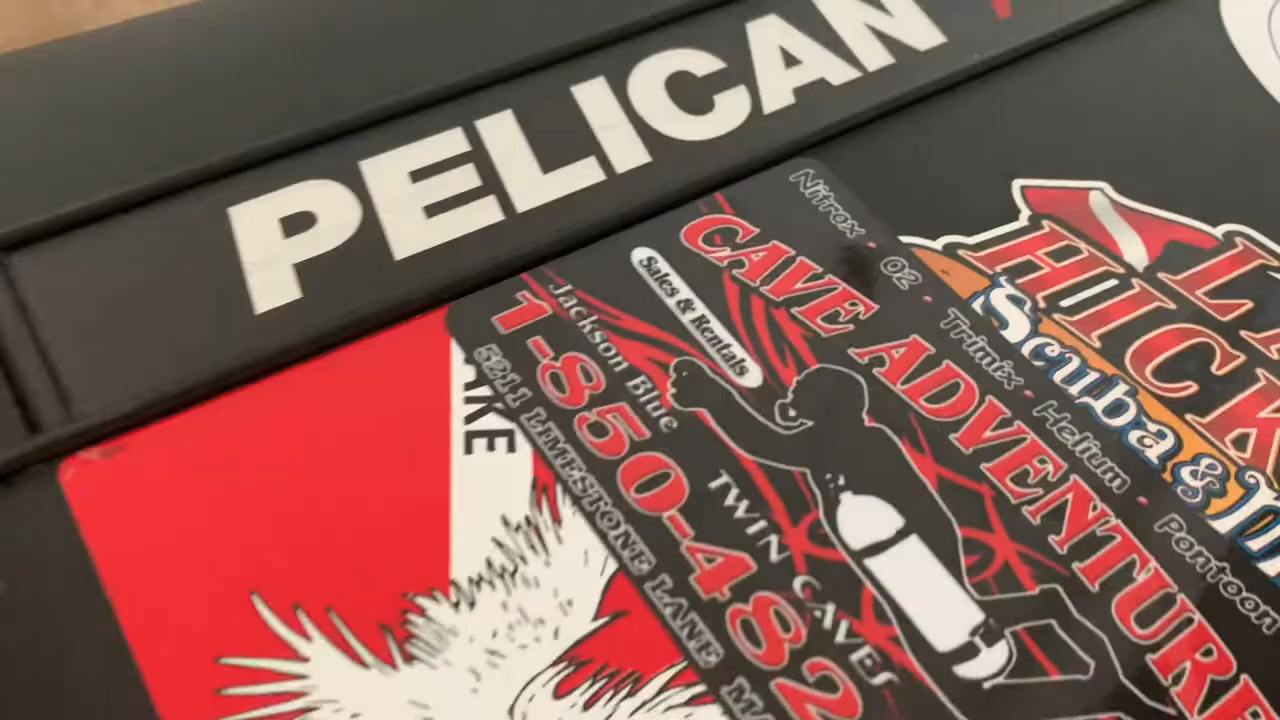 PELICAN
Nitrox · O2 · Trimix · Helium · Pontoon
CAVE ADVENTURE
Sales & Rentals
Jackson Blue
TWIN CAVES
1-850-482
5211 LIMESTONE LANE
HICK
Scuba &